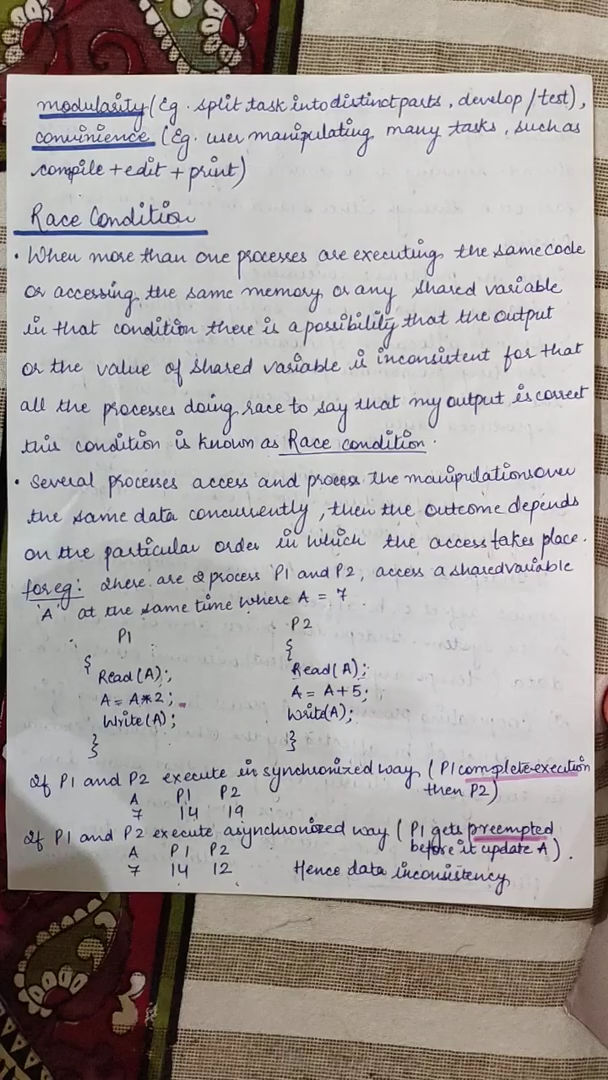 modularity (Eg. split task into distinct parts, develop/test),
convinience (Eg. user manipulating many tasks, such as
compile + edit + print)
Race Condition
• When more than one processes are executing the same code
or accessing the same memory or any shared variable
in that condition there is a possibility that the output
or the value of shared variable is inconsistent for that
all the processes doing race to say that my output is correct
this condition is known as Race condition.
• Several processes access and process the manipulations over
the same data concurrently, then the outcome depends
on the particular order in which the access takes place.
for eg: there are 2 process P1 and P2, access a shared variable
'A' at the same time where A = 7
P1 P2
{ {
Read(A); Read(A);
A = A*2; A = A+5;
Write(A); Write(A);
} }
If P1 and P2 execute in synchronized way (P1 complete execution
then P2)
A P1 P2
7 14 19
If P1 and P2 execute asynchronized way (P1 gets preempted
before it update A).
A P1 P2
7 14 12 Hence data inconsistency